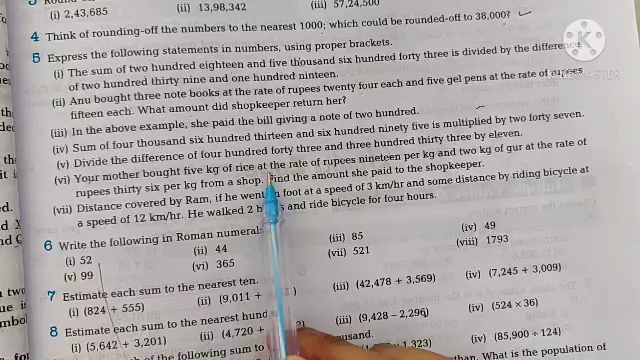 (i) 2,43,685 (ii) 13,98,342 (iii) 57,24,500
4 Think of rounding-off the numbers to the nearest 1000; which could be rounded-off to 38,000?
5 Express the following statements in numbers, using proper brackets.
(i) The sum of two hundred eighteen and five thousand six hundred forty three is divided by the difference
of two hundred thirty nine and one hundred ninteen.
(ii) Anu bought three note books at the rate of rupees twenty four each and five gel pens at the rate of rupees
fifteen each. What amount did shopkeeper return her?
(iii) In the above example, she paid the bill giving a note of two hundred.
(iv) Sum of four thousand six hundred thirteen and six hundred ninety five is multiplied by two forty seven.
(v) Divide the difference of four hundred forty three and three hundred thirty three by eleven.
(vi) Your mother bought five kg of rice at the rate of rupees nineteen per kg and two kg of gur at the rate of
rupees thirty six per kg from a shop. Find the amount she paid to the shopkeeper.
(vii) Distance covered by Ram, if he went on foot at a speed of 3 km/hr and some distance by riding bicycle at
a speed of 12 km/hr. He walked 2 and ride bicycle for four hours.
6 Write the following in Roman numerals
(i) 52 (ii) 44 (iii) 85 (iv) 49
(v) 99 (vi) 365 (vii) 521 (viii) 1793
7 Estimate each sum to the nearest ten.
(i) (824 + 555) (ii) (9,011 + (iii) (42,478 + 3,569) (iv) (7,245 + 3,009)
8 Estimate each sum to the nearest
(i) (5,642 + 3,201) (ii) (4,720 + (iii) (9,428 – 2,296) (iv) (524 × 36)
(iv) (85,900 ÷ 124)
What is the population of